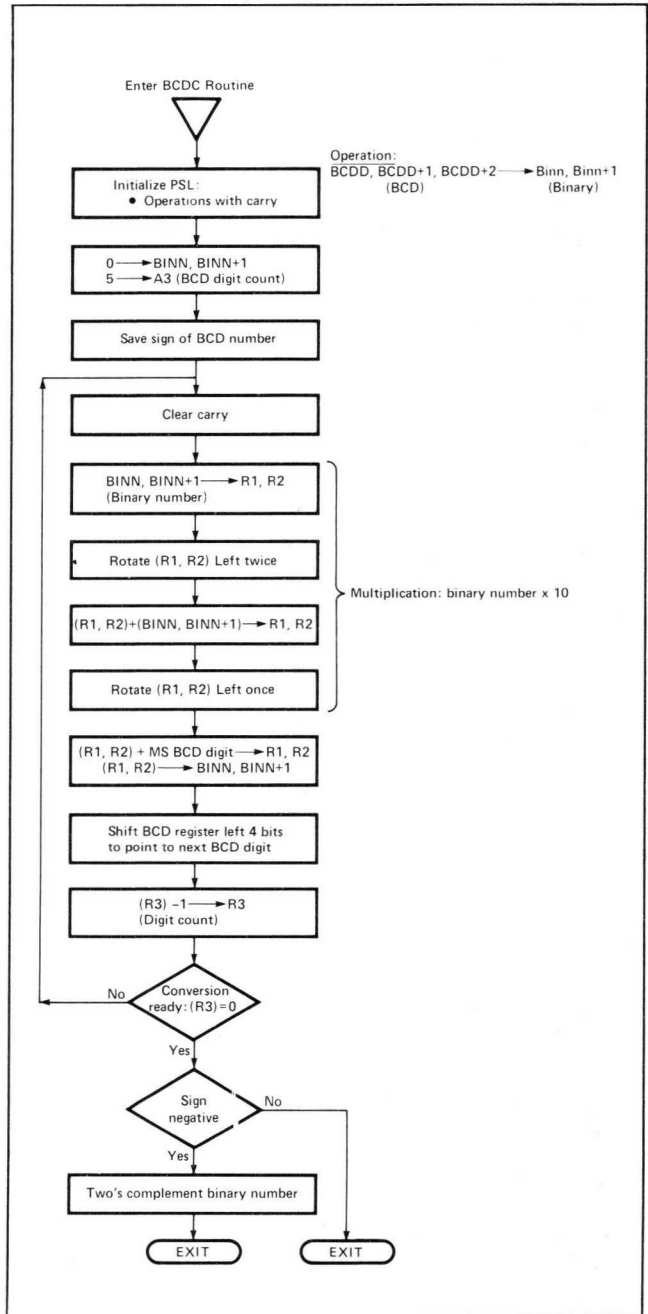 Enter BCDC Routine
Operation:
BCDD, BCDD+1, BCDD+2 → Binn, Binn+1
(BCD) (Binary)
Initialize PSL:
• Operations with carry
0 → BINN, BINN+1
5 → A3 (BCD digit count)
Save sign of BCD number
Clear carry
BINN, BINN+1 → R1, R2
(Binary number)
Rotate (R1, R2) Left twice
Multiplication: binary number x 10
(R1, R2)+(BINN, BINN+1) → R1, R2
Rotate (R1, R2) Left once
(R1, R2) + MS BCD digit → R1, R2
(R1, R2) → BINN, BINN+1
Shift BCD register left 4 bits
to point to next BCD digit
(R3) -1 → R3
(Digit count)
No
Conversion
ready: (R3)=0
Yes
Sign
negative
No
Yes
Two's complement binary number
EXIT
EXIT